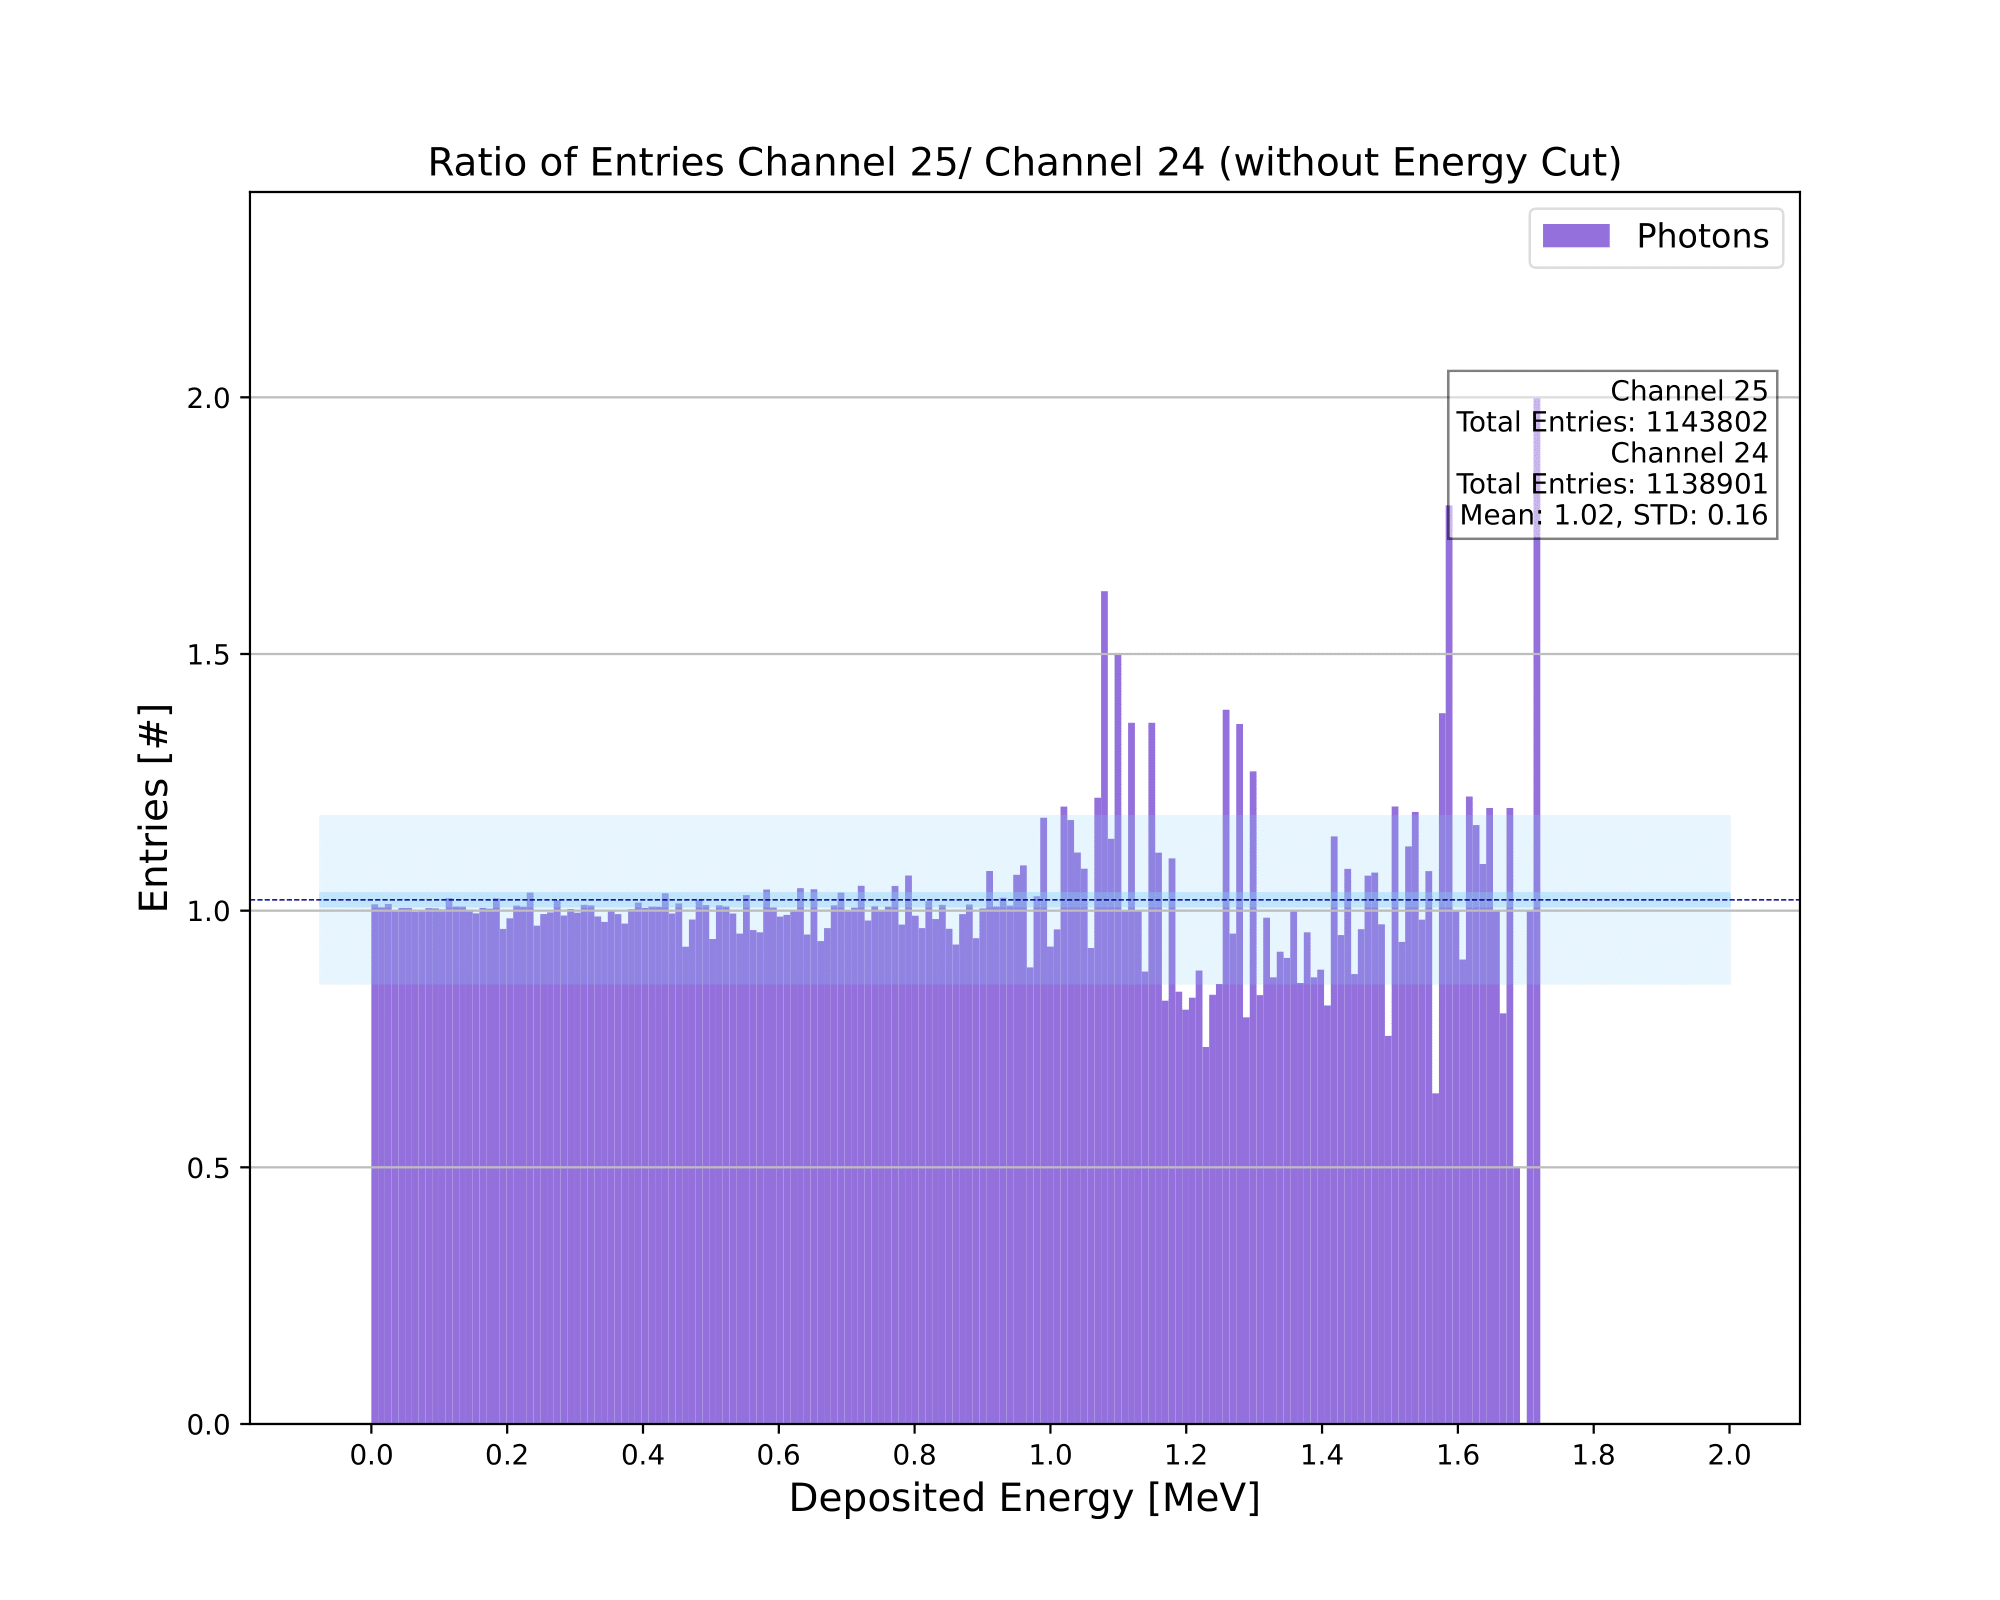 Ratio of Entries Channel 25/ Channel 24 (without Energy Cut)
Photons
Channel 25
Total Entries: 1143802
Channel 24
Total Entries: 1138901
Mean: 1.02, STD: 0.16
Entries [#]
2.0
1.5
1.0
0.5
0.0
0.0 0.2 0.4 0.6 0.8 1.0 1.2 1.4 1.6 1.8 2.0
Deposited Energy [MeV]